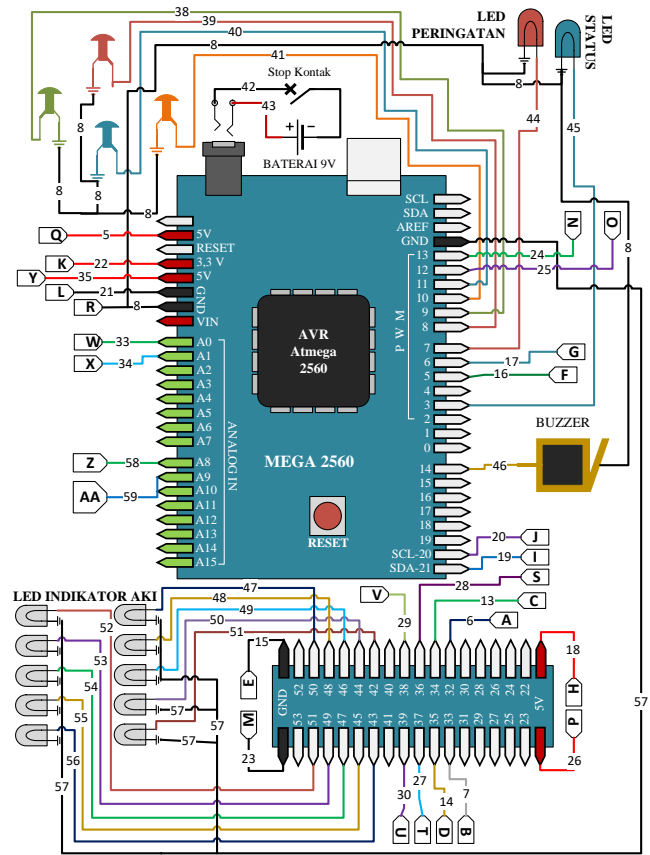 38
39
40
8
41
LED
PERINGATAN
LED
STATUS
Stop Kontak
42
43
BATERAI 9V
8
44
45
8
8
8
8
8
SCL
SDA
AREF
GND
13
12
11
10
9
8
7
6
5
4
3
2
1
0
14
15
16
17
18
19
SCL-20
SDA-21
P W M
24
25
N
O
17
G
16
F
BUZZER
46
20
J
19
I
28
S
13
C
6
A
Q
5
5V
RESET
K
22
3,3 V
Y
35
5V
L
21
GND
R
8
VIN
W
33
A0
X
34
A1
A2
A3
A4
A5
A6
A7
Z
58
A8
AA
59
A9
A10
A11
A12
A13
A14
A15
ANALOG IN
AVR
Atmega
2560
MEGA 2560
RESET
LED INDIKATOR AKI
47
48
49
50
51
52
53
54
55
56
57
57
57
57
57
V
29
15
E
M
23
GND
52 50 48 46 44 42 40 38 36 34 32 30 28 26 24 22
53 51 49 47 45 43 41 39 37 35 33 31 29 27 25 23
5V
18
H
P
26
30
27
14
7
U
T
D
B